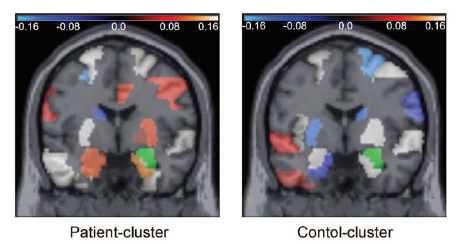 -0.16 -0.08 0.0 0.08 0.16
-0.16 -0.08 0.0 0.08 0.16
Patient-cluster
Contol-cluster